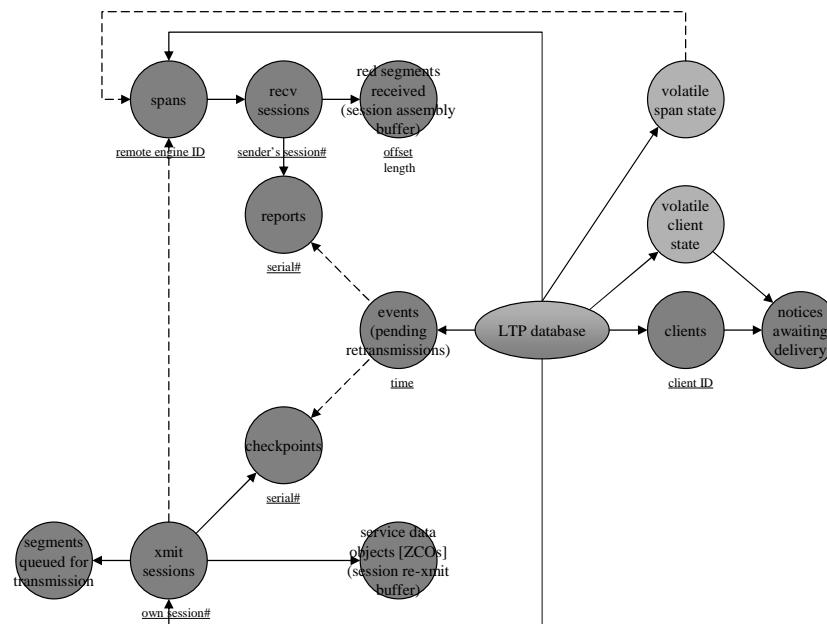 spans
remote engine ID
recv
sessions
sender's session#
red segments
received
(session assembly
buffer)
offset
length
volatile
span state
reports
serial#
volatile
client
state
events
(pending
retransmissions)
time
LTP database
clients
client ID
notices
awaiting
delivery
checkpoints
serial#
segments
queued for
transmission
xmit
sessions
own session#
service data
objects [ZCOs]
(session re-xmit
buffer)